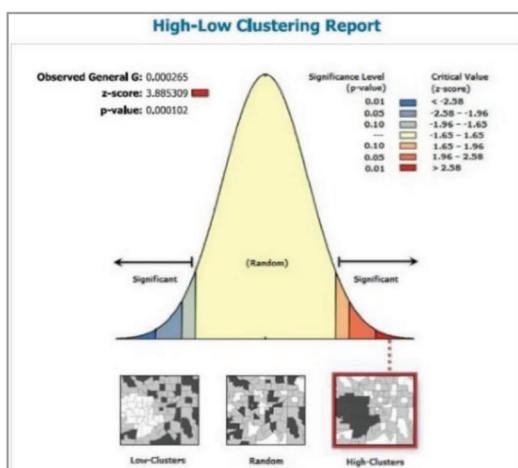 High-Low Clustering Report
Observed General G: 0.000265
z-score: 3.885309
p-value: 0.000102
Significance Level
(p-value)
Critical Value
(z-score)
0.01 < -2.58
0.05 -2.58 - -1.96
0.10 -1.96 - -1.65
--- -1.65 - 1.65
0.10 1.65 - 1.96
0.05 1.96 - 2.58
0.01 > 2.58
Significant
(Random)
Significant
Low-Clusters
Random
High-Clusters